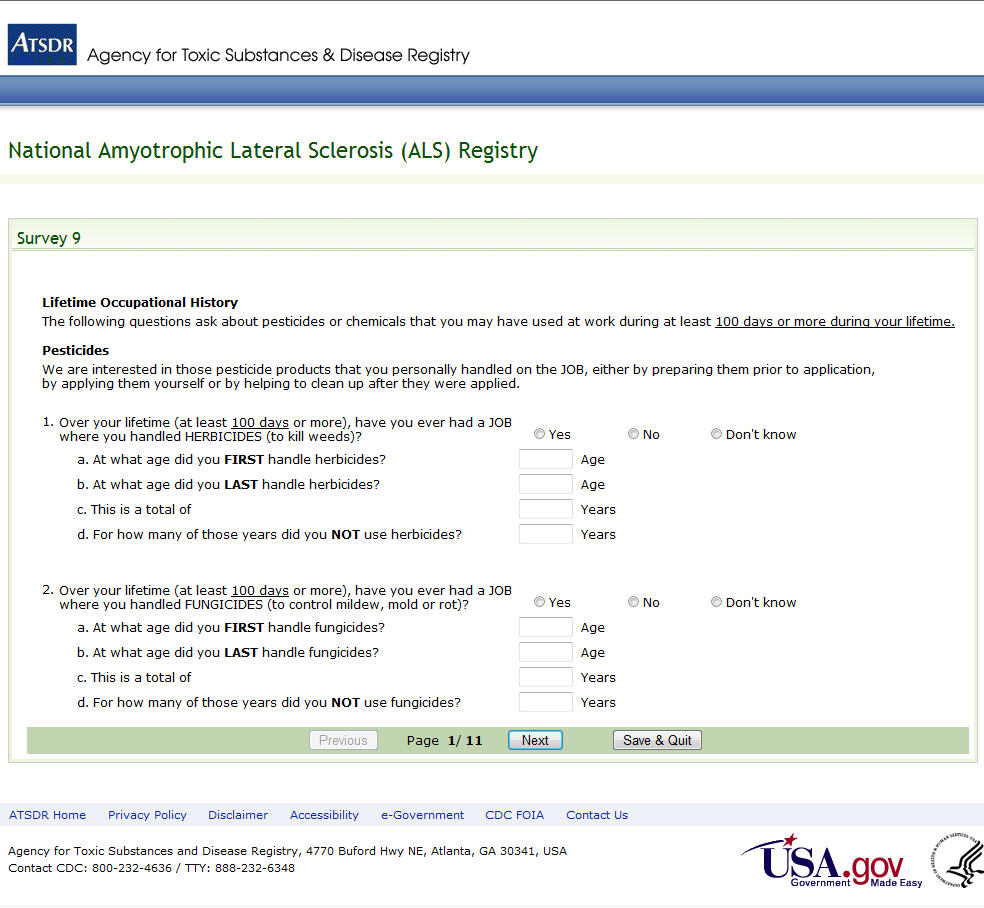 ATSDR
Agency for Toxic Substances & Disease Registry
National Amyotrophic Lateral Sclerosis (ALS) Registry
Survey 9
Lifetime Occupational History
The following questions ask about pesticides or chemicals that you may have used at work during at least 100 days or more during your lifetime.
Pesticides
We are interested in those pesticide products that you personally handled on the JOB, either by preparing them prior to application,
by applying them yourself or by helping to clean up after they were applied.
1. Over your lifetime (at least 100 days or more), have you ever had a JOB
where you handled HERBICIDES (to kill weeds)? Yes No Don't know
a. At what age did you FIRST handle herbicides? Age
b. At what age did you LAST handle herbicides? Age
c. This is a total of Years
d. For how many of those years did you NOT use herbicides? Years
2. Over your lifetime (at least 100 days or more), have you ever had a JOB
where you handled FUNGICIDES (to control mildew, mold or rot)? Yes No Don't know
a. At what age did you FIRST handle fungicides? Age
b. At what age did you LAST handle fungicides? Age
c. This is a total of Years
d. For how many of those years did you NOT use fungicides? Years
Previous Page 1/ 11 Next Save & Quit
ATSDR Home Privacy Policy Disclaimer Accessibility e-Government CDC FOIA Contact Us
Agency for Toxic Substances and Disease Registry, 4770 Buford Hwy NE, Atlanta, GA 30341, USA
Contact CDC: 800-232-4636 / TTY: 888-232-6348
USA.gov
Government Made Easy